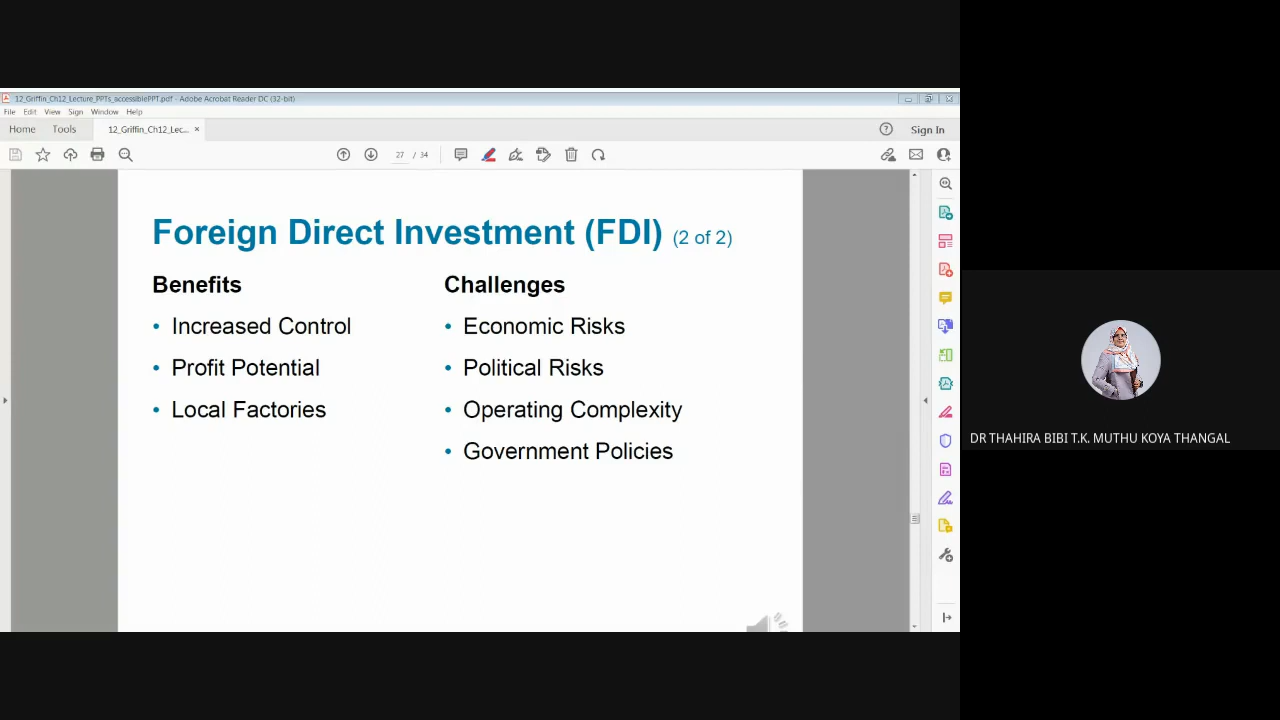 12_Griffin_Ch12_Lecture_PPTs_accessiblePPT.pdf - Adobe Acrobat Reader DC (32-bit)
File Edit View Sign Window Help
Home Tools 12_Griffin_Ch12_Lec... × Sign In
27 / 34
Foreign Direct Investment (FDI) (2 of 2)
Benefits
• Increased Control
• Profit Potential
• Local Factories
Challenges
• Economic Risks
• Political Risks
• Operating Complexity
• Government Policies
DR THAHIRA BIBI T.K. MUTHU KOYA THANGAL